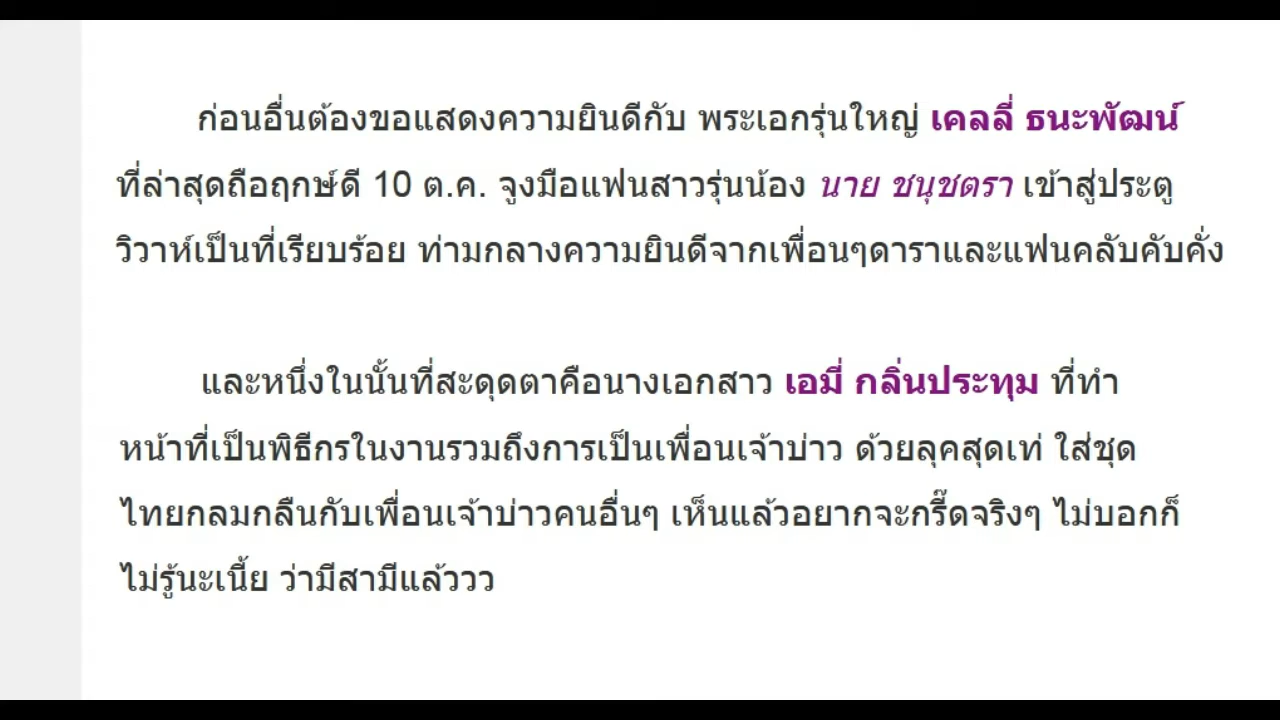 ก่อนอื่นต้องขอแสดงความยินดีกับ พระเอกรุ่นใหญ่ เคลลี่ ธนะพัฒน์
ที่ล่าสุดถือฤกษ์ดี 10 ต.ค. จูงมือแฟนสาวรุ่นน้อง นาย ชนุชตรา เข้าสู่ประตู
วิวาห์เป็นที่เรียบร้อย ท่ามกลางความยินดีจากเพื่อนๆดาราและแฟนคลับคับคั่ง
และหนึ่งในนั้นที่สะดุดตาคือนางเอกสาว เอมี่ กลิ่นประทุม ที่ทำ
หน้าที่เป็นพิธีกรในงานรวมถึงการเป็นเพื่อนเจ้าบ่าว ด้วยลุคสุดเท่ ใส่ชุด
ไทยกลมกลืนกับเพื่อนเจ้าบ่าวคนอื่นๆ เห็นแล้วอยากจะกรี๊ดจริงๆ ไม่บอกก็
ไม่รู้นะเนี้ย ว่ามีสามีแล้ววว